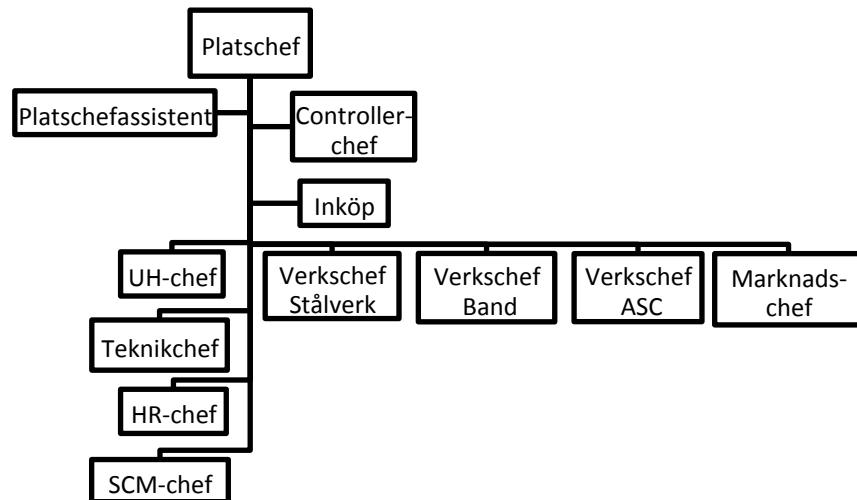 Platschef
Platschefassistent
Controller-
chef
Inköp
UH-chef
Verkschef
Stålverk
Verkschef
Band
Verkschef
ASC
Marknads-
chef
Teknikchef
HR-chef
SCM-chef